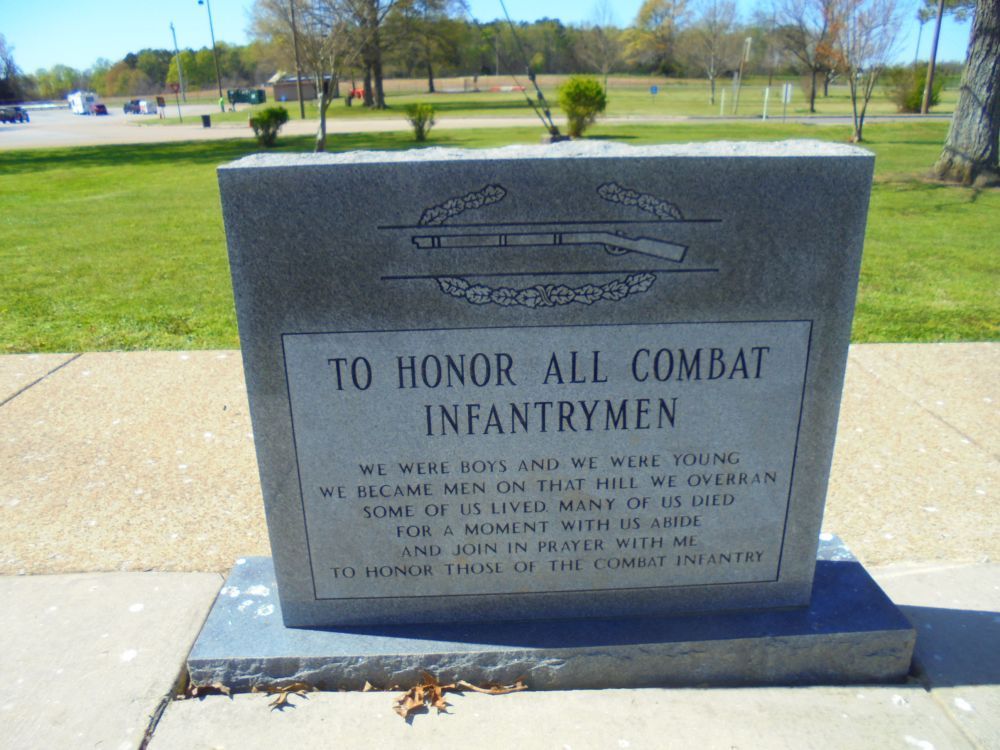 TO HONOR ALL COMBAT
INFANTRYMEN
WE WERE BOYS AND WE WERE YOUNG
WE BECAME MEN ON THAT HILL WE OVERRAN
SOME OF US LIVED. MANY OF US DIED
FOR A MOMENT WITH US ABIDE
AND JOIN IN PRAYER WITH ME
TO HONOR THOSE OF THE COMBAT INFANTRY